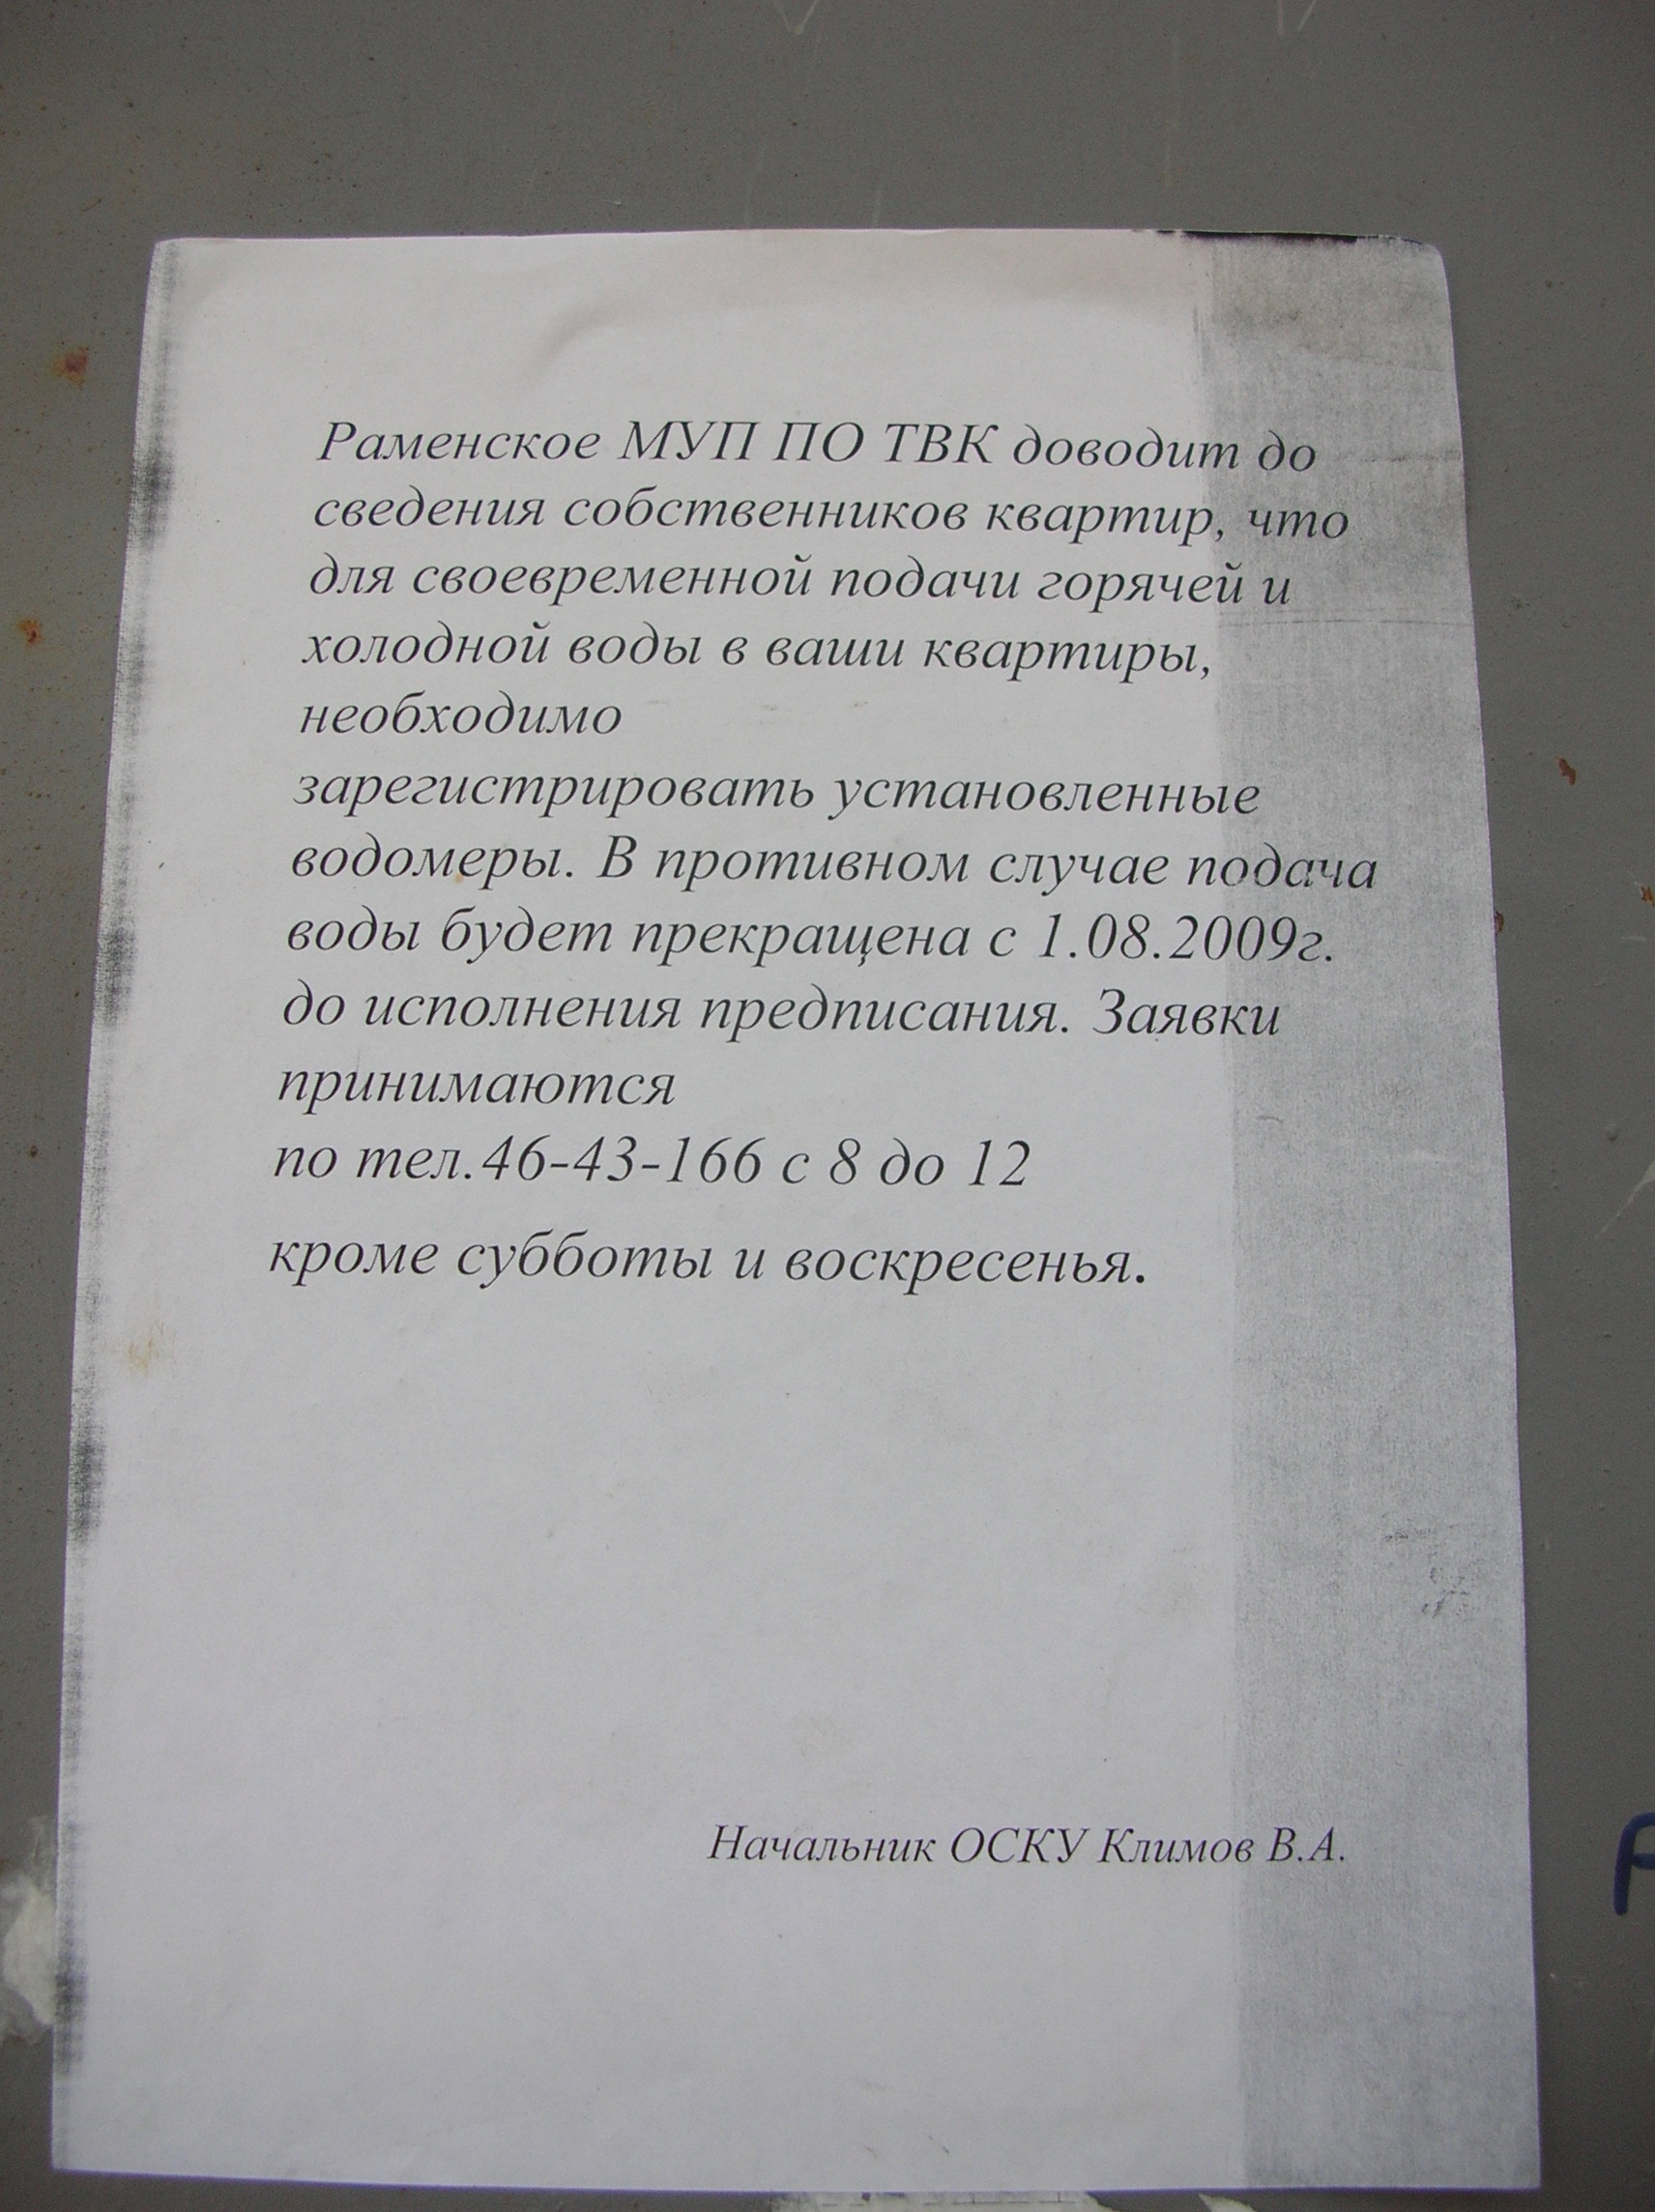 Раменское МУП ПО ТВК доводит до
сведения собственников квартир, что
для своевременной подачи горячей и
холодной воды в ваши квартиры,
необходимо
зарегистрировать установленные
водомеры. В противном случае подача
воды будет прекращена с 1.08.2009г.
до исполнения предписания. Заявки
принимаются
по тел.46-43-166 с 8 до 12
кроме субботы и воскресенья.
Начальник ОСКУ Климов В.А.